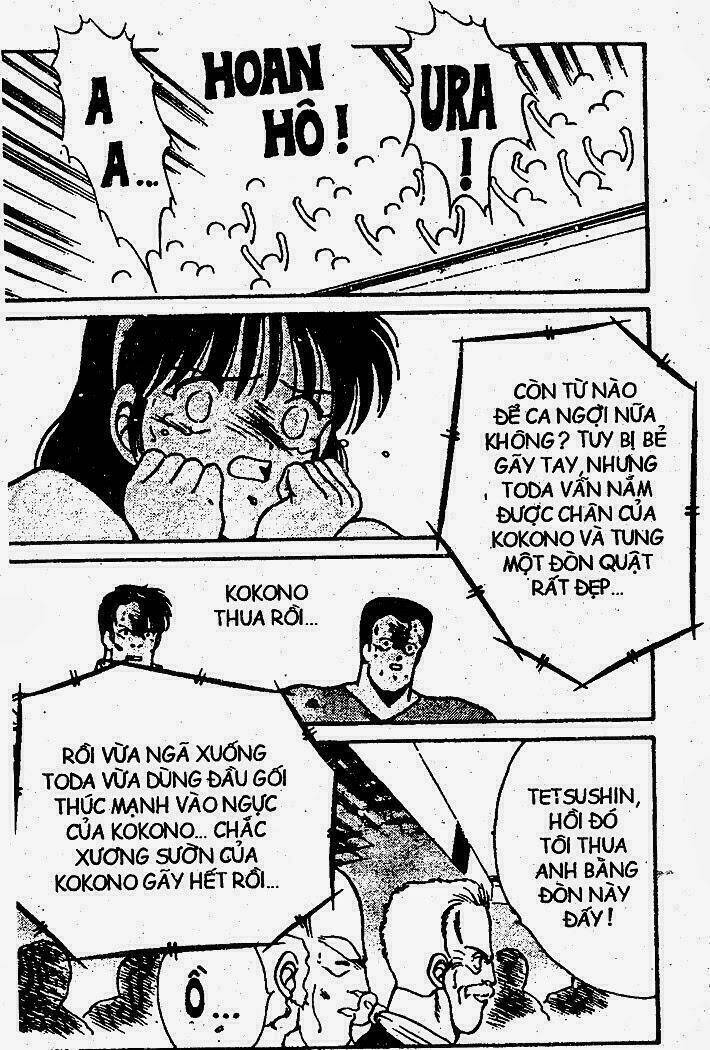 A
A...
HOAN
HÔ!
URA
!
CÒN TỪ NÀO
ĐỂ CA NGỢI NỮA
KHÔNG? TUY BỊ BẺ
GÃY TAY, NHƯNG
TODA VẪN NẮM
ĐƯỢC CHÂN CỦA
KOKONO VÀ TUNG
MỘT ĐÒN QUẬT
RẤT ĐẸP...
KOKONO
THUA RỒI...
RỒI VỪA NGÃ XUỐNG
TODA VỪA DÙNG ĐẦU GỐI
THÚC MẠNH VÀO NGỰC
CỦA KOKONO... CHẮC
XƯƠNG SƯỜN CỦA
KOKONO GÃY HẾT RỒI...
TETSUSHIN,
HỒI ĐÓ
TÔI THUA
ANH BẰNG
ĐÒN NÀY
ĐẤY!
Ồ...